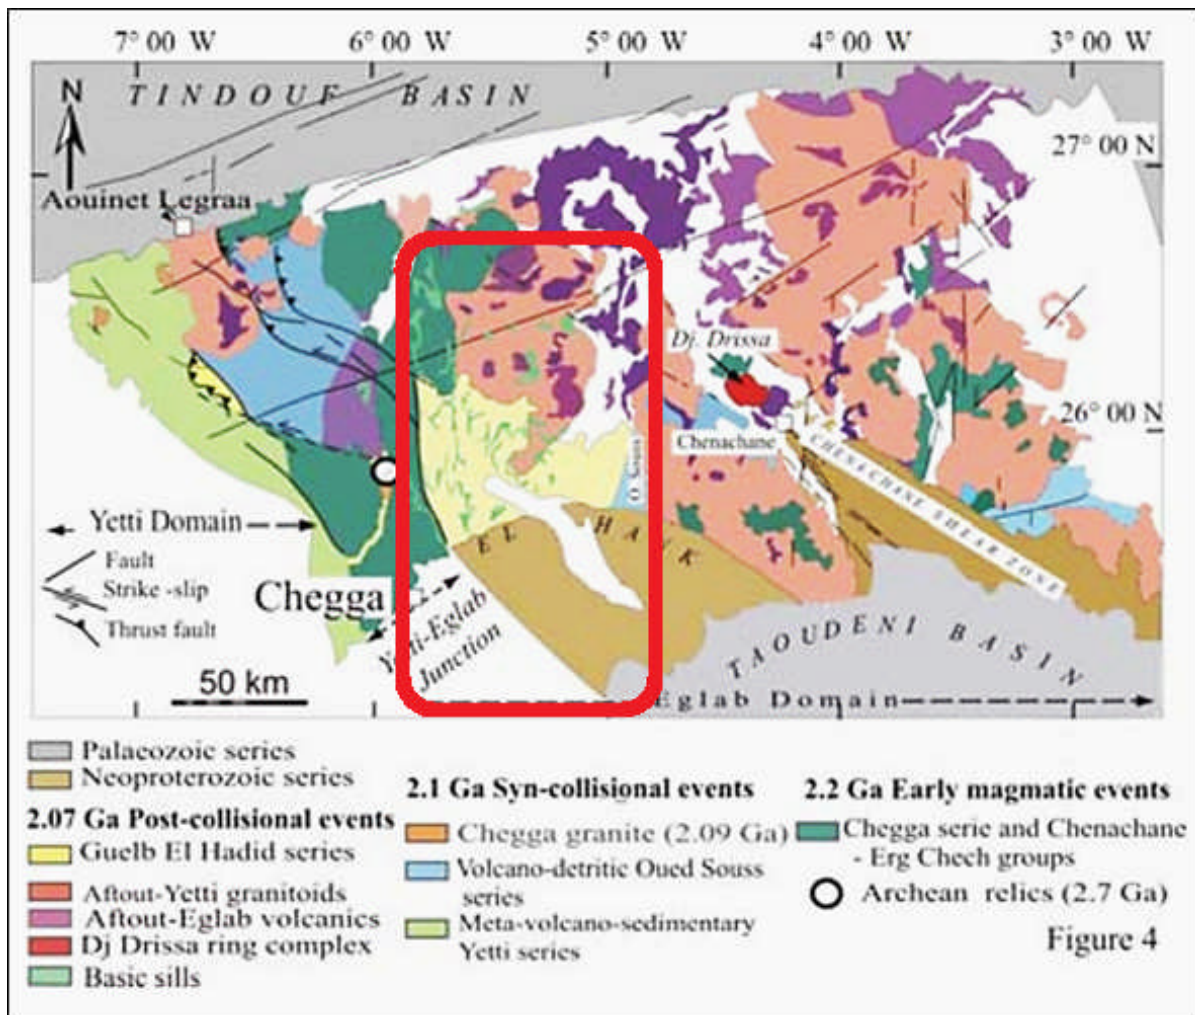 7° 00 W 6° 00 W 5° 00 W 4° 00 W 3° 00 W
N
TINDOUF BASIN
27° 00 N
Aouinet Legraa
Dj. Drissa
26° 00 N
Chenachane
O. Souss
CHENACHANE SHEAR ZONE
EL HANK
Yetti Domain
Fault
Strike -slip
Thrust fault
Chegga
Yetti-Eglab
Junction
TAOUDENI BASIN
50 km
Eglab Domain
Palaeozoic series
Neoproterozoic series
2.07 Ga Post-collisional events
Guelb El Hadid series
Aftout-Yetti granitoids
Aftout-Eglab volcanics
Dj Drissa ring complex
Basic sills
2.1 Ga Syn-collisional events
Chegga granite (2.09 Ga)
Volcano-detritic Oued Souss
series
Meta-volcano-sedimentary
Yetti series
2.2 Ga Early magmatic events
Chegga serie and Chenachane
- Erg Chech groups
Archean relics (2.7 Ga)
Figure 4